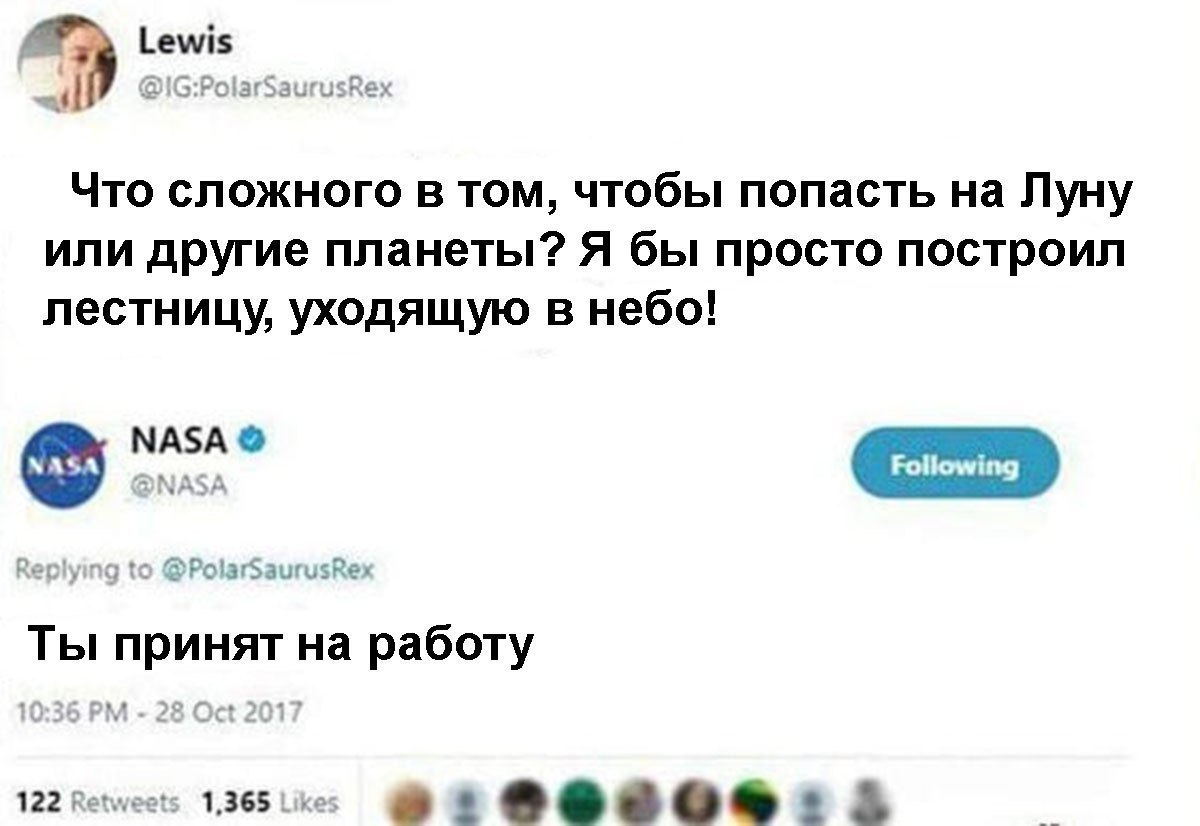 Lewis
@IG:PolarSaurusRex
Что сложного в том, чтобы попасть на Луну
или другие планеты? Я бы просто построил
лестницу, уходящую в небо!
NASA
NASA
@NASA
Following
Replying to @PolarSaurusRex
Ты принят на работу
10:36 PM - 28 Oct 2017
122 Retweets 1,365 Likes